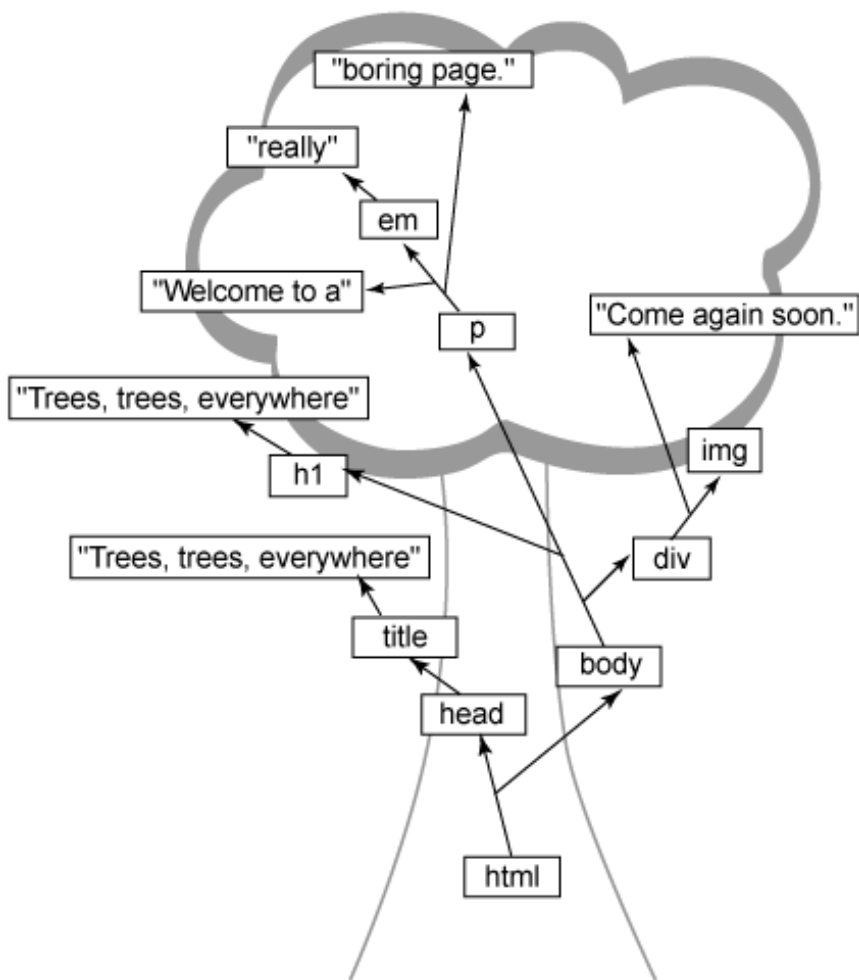 "boring page."
"really"
em
"Welcome to a"
p
"Come again soon."
"Trees, trees, everywhere"
h1
img
"Trees, trees, everywhere"
div
title
body
head
html